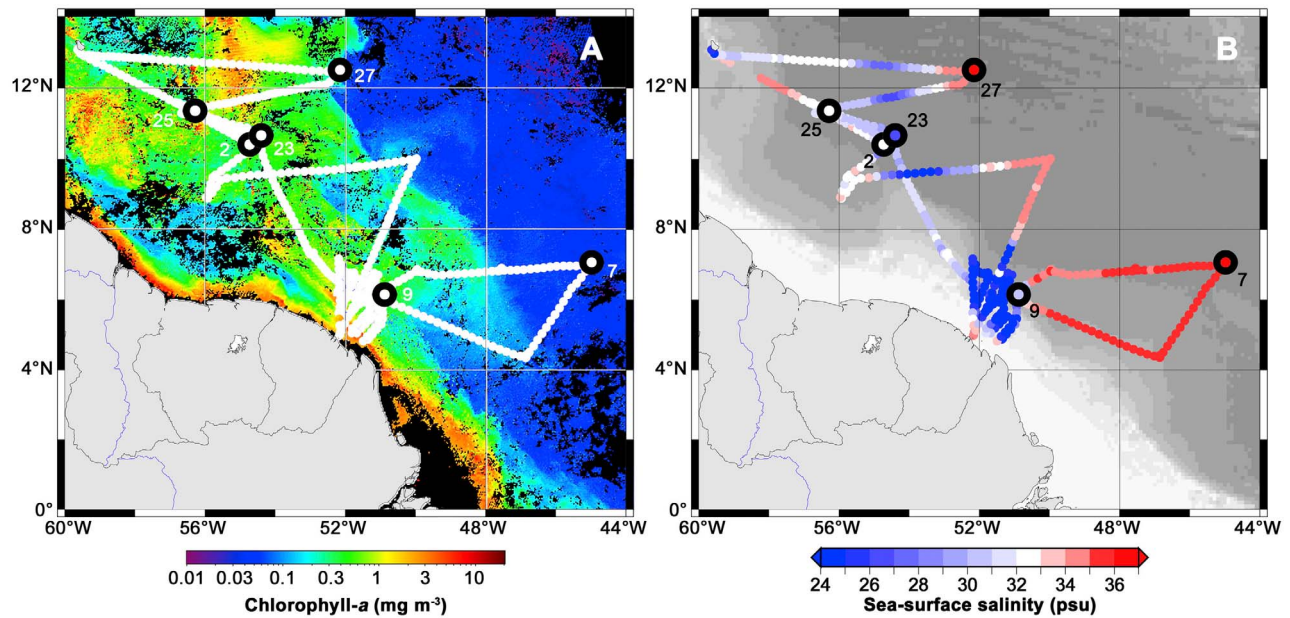 A
B
12°N
8°N
4°N
0°
27
25
2
23
7
9
60°W
56°W
52°W
48°W
44°W
0.01 0.03 0.1 0.3 1 3 10
Chlorophyll-a (mg m⁻³)
12°N
8°N
4°N
0°
27
25
23
2
7
9
60°W
56°W
52°W
48°W
44°W
24 26 28 30 32 34 36
Sea-surface salinity (psu)